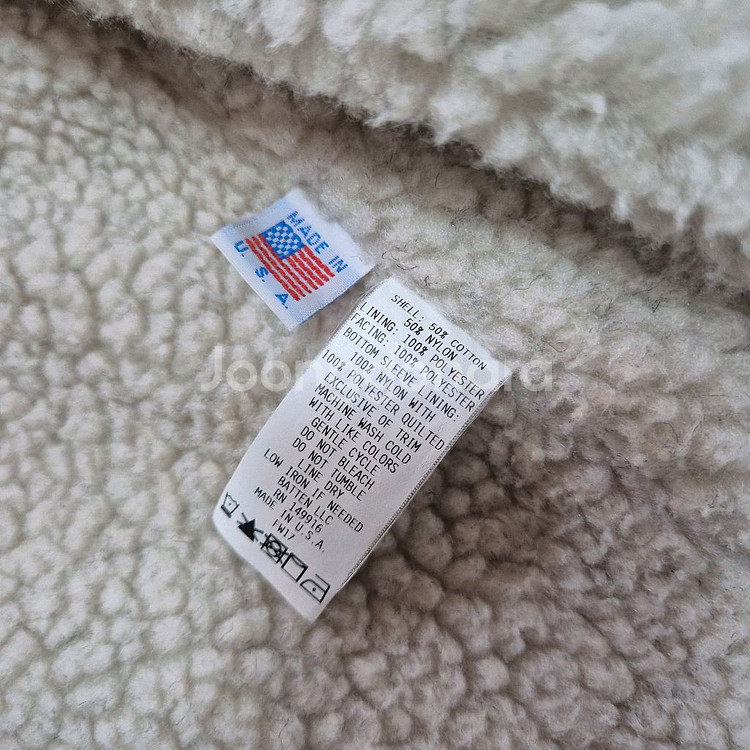 MADE IN
U. S. A.
SHELL: 50% COTTON
50% NYLON
LINING: 100% POLYESTER
FACING: 100% POLYESTER
BOTTOM SLEEVE LINING:
100% NYLON WITH
100% POLYESTER QUILTED
EXCLUSIVE OF TRIM
MACHINE WASH COLD
WITH LIKE COLORS
GENTLE CYCLE
DO NOT BLEACH
DO NOT TUMBLE
LINE DRY
LOW IRON IF NEEDED
BATTEN LLC
RN 149916
MADE IN U.S.A.
FW17